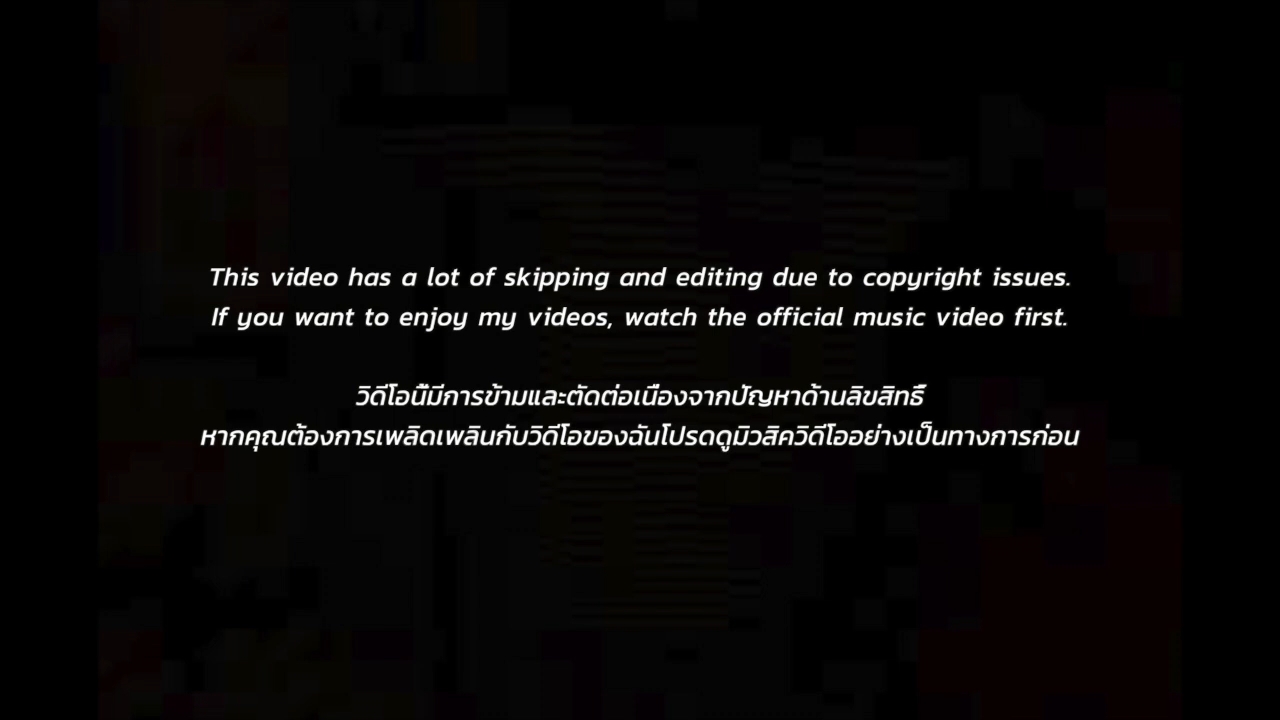 This video has a lot of skipping and editing due to copyright issues.
If you want to enjoy my videos, watch the official music video first.
วิดีโอนี้มีการข้ามและตัดต่อเนื่องจากปัญหาด้านลิขสิทธิ์
หากคุณต้องการเพลิดเพลินกับวิดีโอของฉันโปรดดูมิวสิควิดีโออย่างเป็นทางการก่อน